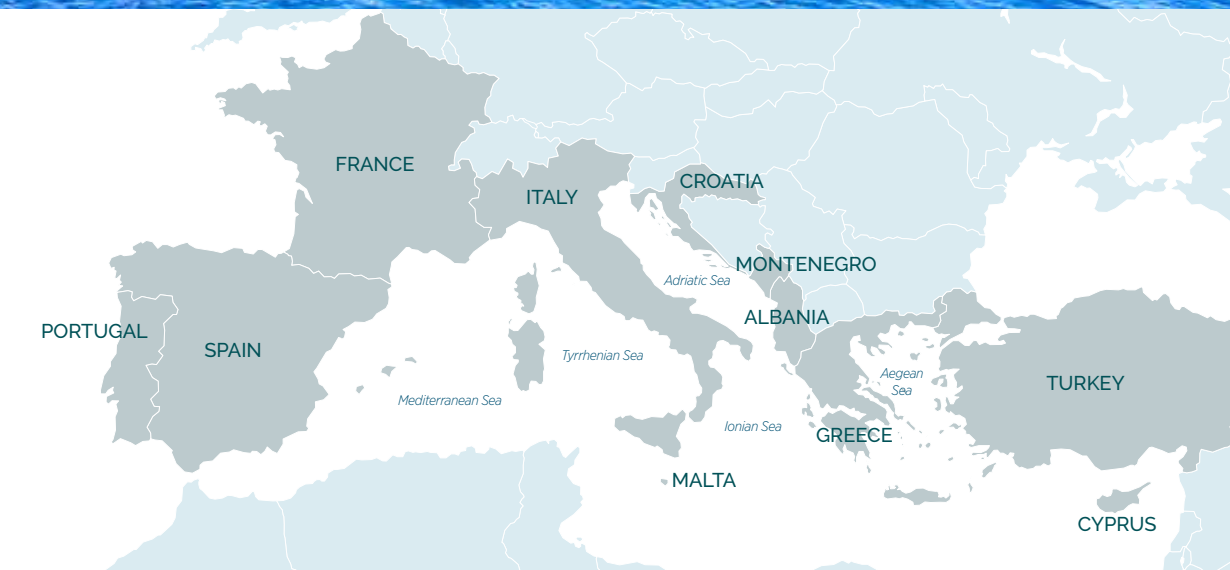 FRANCE
CROATIA
ITALY
MONTENEGRO
Adriatic Sea
ALBANIA
PORTUGAL
SPAIN
Tyrrhenian Sea
Aegean
Sea
TURKEY
Mediterranean Sea
Ionian Sea
GREECE
MALTA
CYPRUS